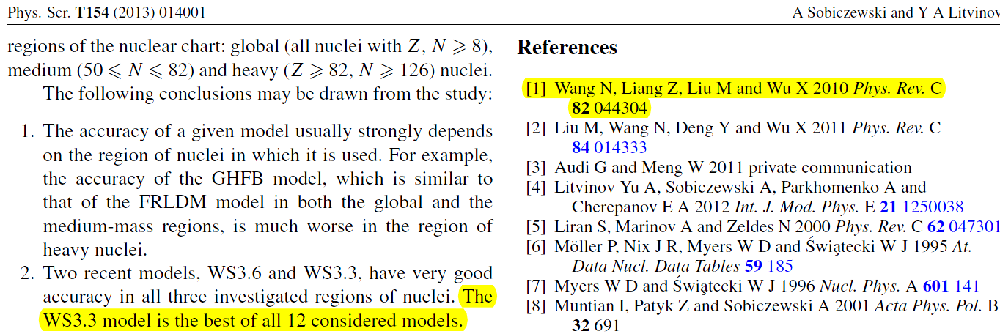 Phys. Scr. T154 (2013) 014001
A Sobiczewski and Y A Litvinov
regions of the nuclear chart: global (all nuclei with Z, N ⩾ 8),
medium (50 ⩽ N ⩽ 82) and heavy (Z ⩾ 82, N ⩾ 126) nuclei.
The following conclusions may be drawn from the study:
1. The accuracy of a given model usually strongly depends
on the region of nuclei in which it is used. For example,
the accuracy of the GHFB model, which is similar to
that of the FRLDM model in both the global and the
medium-mass regions, is much worse in the region of
heavy nuclei.
2. Two recent models, WS3.6 and WS3.3, have very good
accuracy in all three investigated regions of nuclei. The
WS3.3 model is the best of all 12 considered models.
References
[1] Wang N, Liang Z, Liu M and Wu X 2010 Phys. Rev. C
82 044304
[2] Liu M, Wang N, Deng Y and Wu X 2011 Phys. Rev. C
84 014333
[3] Audi G and Meng W 2011 private communication
[4] Litvinov Yu A, Sobiczewski A, Parkhomenko A and
Cherepanov E A 2012 Int. J. Mod. Phys. E 21 1250038
[5] Liran S, Marinov A and Zeldes N 2000 Phys. Rev. C 62 047301
[6] Möller P, Nix J R, Myers W D and Świątecki W J 1995 At.
Data Nucl. Data Tables 59 185
[7] Myers W D and Świątecki W J 1996 Nucl. Phys. A 601 141
[8] Muntian I, Patyk Z and Sobiczewski A 2001 Acta Phys. Pol. B
32 691